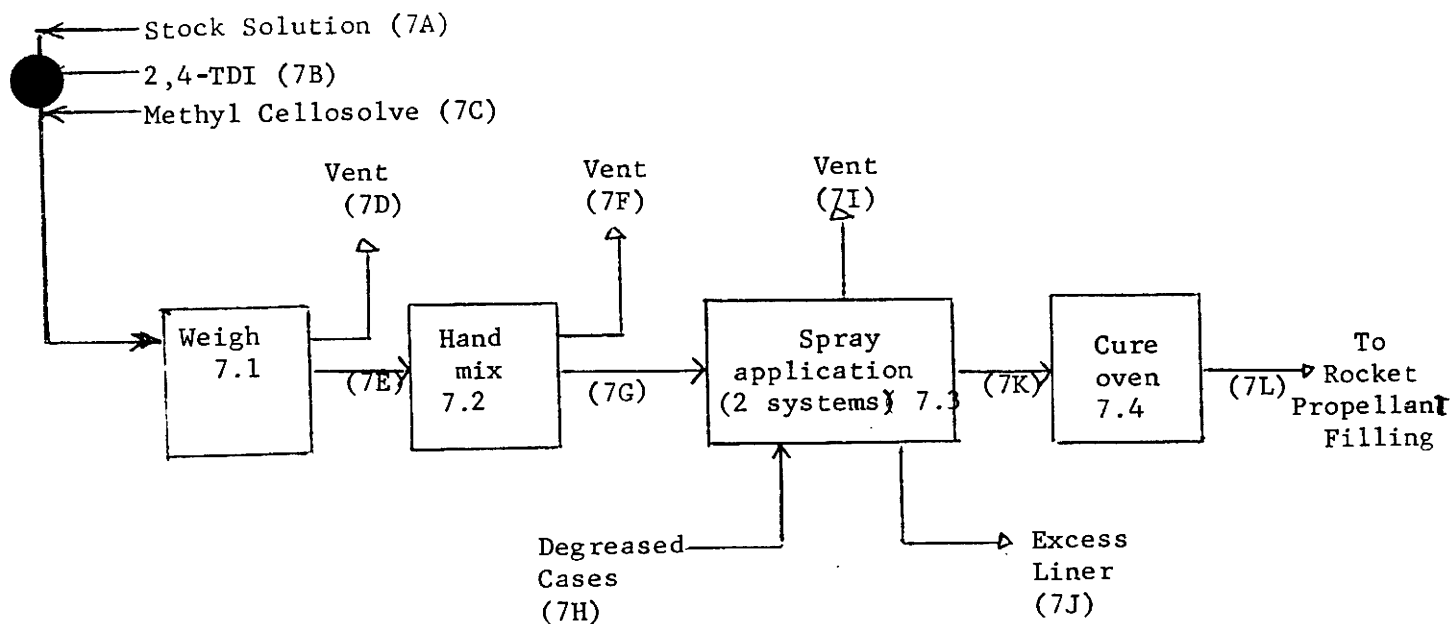 Stock Solution (7A)
2,4-TDI (7B)
Methyl Cellosolve (7C)
Vent
(7D)
Vent
(7F)
Vent
(7I)
Weigh
7.1
(7E)
Hand
mix
7.2
(7G)
Spray
application
(2 systems) 7.3
(7K)
Cure
oven
7.4
(7L)
To
Rocket
Propellant
Filling
Degreased
Cases
(7H)
Excess
Liner
(7J)